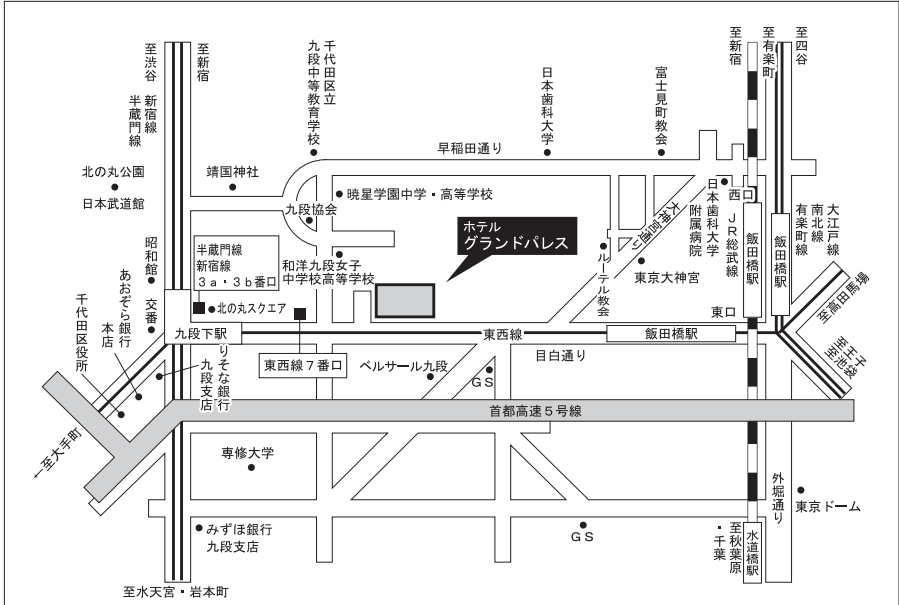 至渋谷
至新宿
新宿線
半蔵門線
千代田区立
九段中等教育学校
日本歯科大学
富士見町教会
至新宿
至有楽町
至四谷
早稲田通り
北の丸公園
日本武道館
靖国神社
暁星学園中学・高等学校
九段協会
ホテル
グランドパレス
大神宮通り
日本歯科大学
附属病院
西口
JR総武線
飯田橋駅
飯田橋駅
大江戸線
南北線
有楽町線
昭和館
半蔵門線
新宿線
3a・3b番口
和洋九段女子
中学校高等学校
ルーテル教会
東京大神宮
東口
至高田馬場
あおぞら銀行
本店
千代田区役所
交番
北の丸スクエア
九段下駅
東西線
飯田橋駅
目白通り
至王子
至池袋
りそな銀行
九段支店
東西線7番口
ベルサール九段
GS
首都高速5号線
←至大手町
専修大学
外堀通り
東京ドーム
みずほ銀行
九段支店
GS
至秋葉原
・千葉
水道橋駅
至水天宮・岩本町